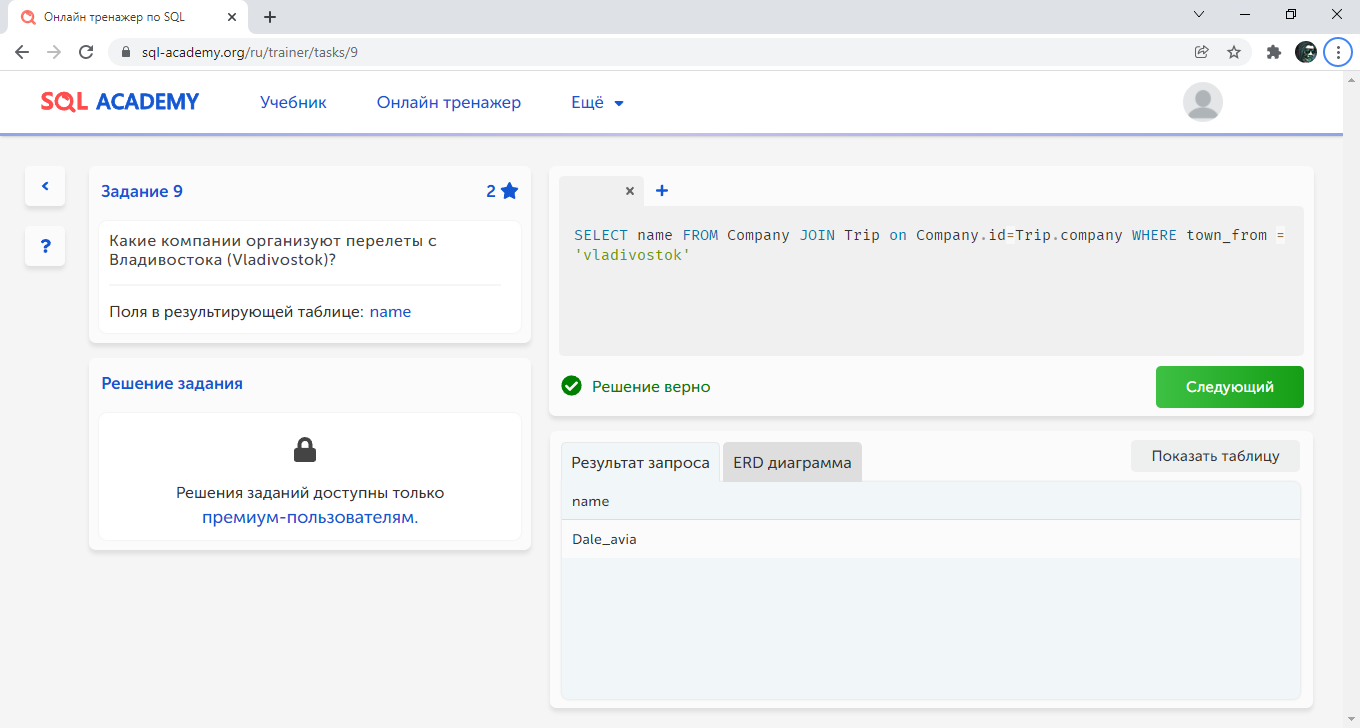 Онлайн тренажер по SQL
sql-academy.org/ru/trainer/tasks/9
SQL ACADEMY
Учебник
Онлайн тренажер
Ещё
Задание 9
2
Какие компании организуют перелеты с
Владивостока (Vladivostok)?
Поля в результирующей таблице: name
Решение задания
Решения заданий доступны только
премиум-пользователям.
SELECT name FROM Company JOIN Trip on Company.id=Trip.company WHERE town_from =
'vladivostok'
Решение верно
Следующий
Результат запроса
ERD диаграмма
Показать таблицу
name
Dale_avia